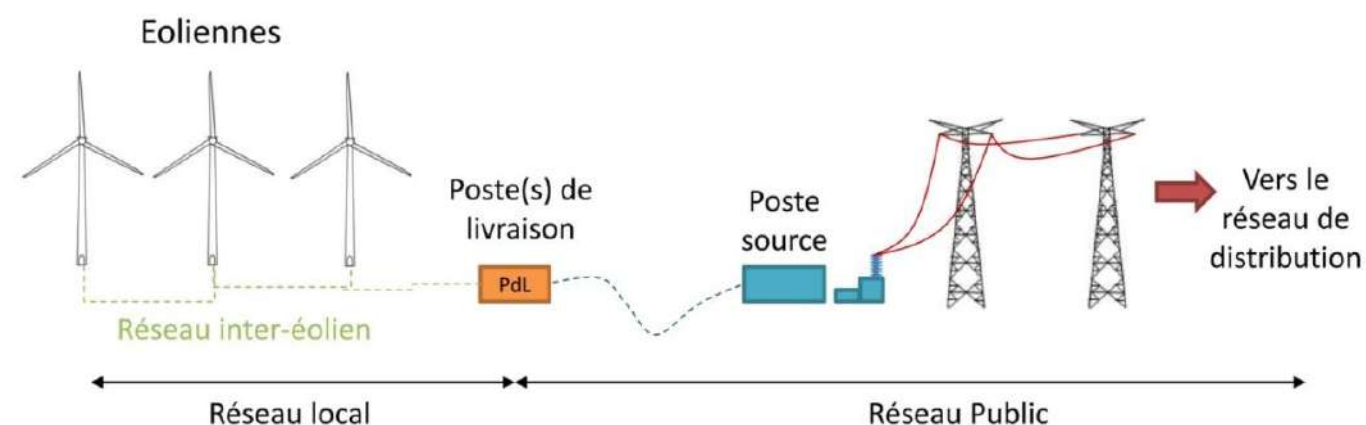 Eoliennes
Poste(s) de
livraison
PdL
Poste
source
Vers le
réseau de
distribution
Réseau inter-éolien
Réseau local
Réseau Public